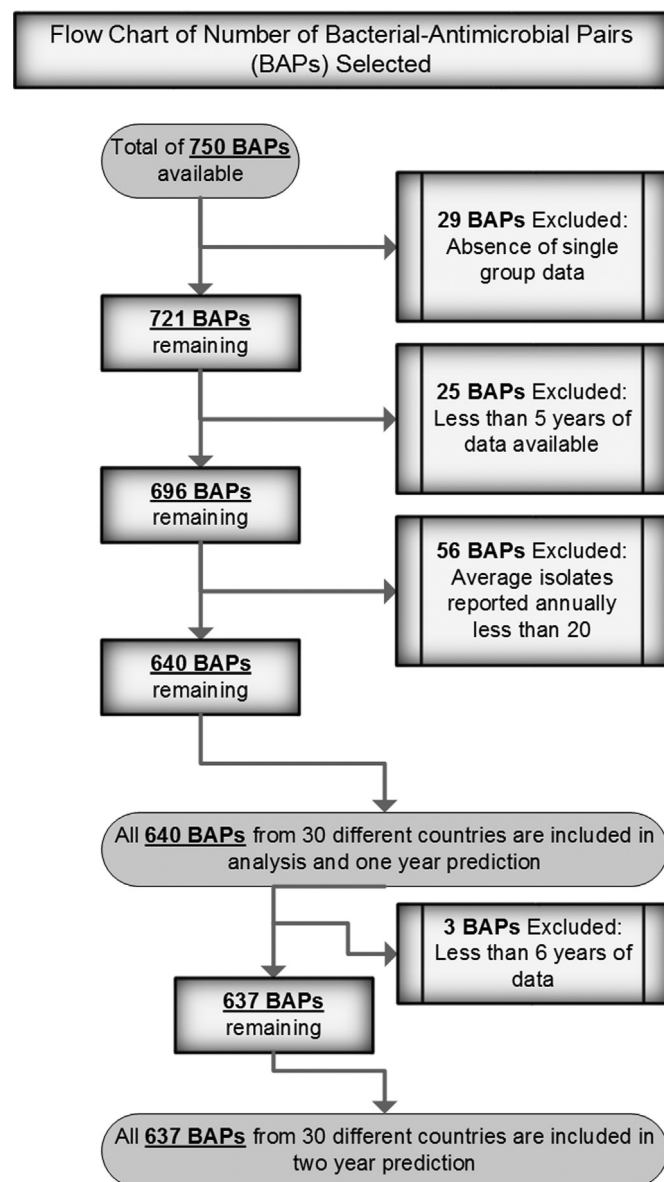 Flow Chart of Number of Bacterial-Antimicrobial Pairs
(BAPs) Selected
Total of 750 BAPs
available
29 BAPs Excluded:
Absence of single
group data
721 BAPs
remaining
25 BAPs Excluded:
Less than 5 years of
data available
696 BAPs
remaining
56 BAPs Excluded:
Average isolates
reported annually
less than 20
640 BAPs
remaining
All 640 BAPs from 30 different countries are included in
analysis and one year prediction
3 BAPs Excluded:
Less than 6 years of
data
637 BAPs
remaining
All 637 BAPs from 30 different countries are included in
two year prediction